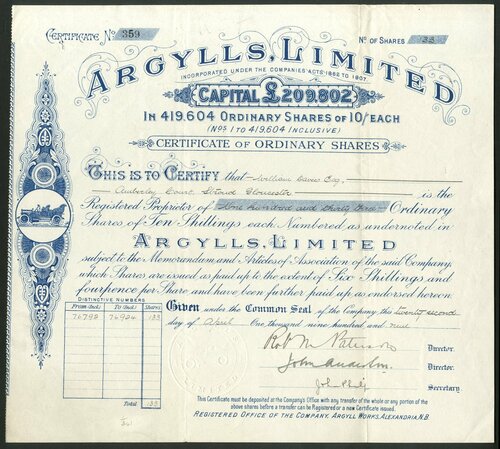 CERTIFICATE No 359
No OF SHARES 133
ARGYLLS, LIMITED
INCORPORATED UNDER THE COMPANIES' ACTS 1862 TO 1907.
CAPITAL £209,802
IN 419,604 ORDINARY SHARES OF 10/ EACH
(Nos 1 TO 419,604 INCLUSIVE)
CERTIFICATE OF ORDINARY SHARES
THIS IS TO CERTIFY that William Davies Esq.
Amberley Court, Stroud Gloucester is the
Registered Proprietor of One hundred and thirty three Ordinary
Shares of Ten Shillings each Numbered as undernoted in
ARGYLLS, LIMITED
subject to the Memorandum and Articles of Association of the said Company,
which Shares are issued as paid up to the extent of Six Shillings and
fourpence per Share and have been further paid up as endorsed hereon.
DISTINCTIVE NUMBERS
From (Incl.) To (Incl.) Shares
76792 76924 133
Total 133
Given under the Common Seal of the Company this twenty second
day of April One thousand nine hundred and nine
Robt M Paterson Director.
Director.
John Philp Secretary.
This Certificate must be deposited at the Company's Office with any transfer of the whole or any portion of the
above shares before a transfer can be Registered or a new Certificate issued.
REGISTERED OFFICE OF THE COMPANY, ARGYLL WORKS, ALEXANDRIA, N.B.